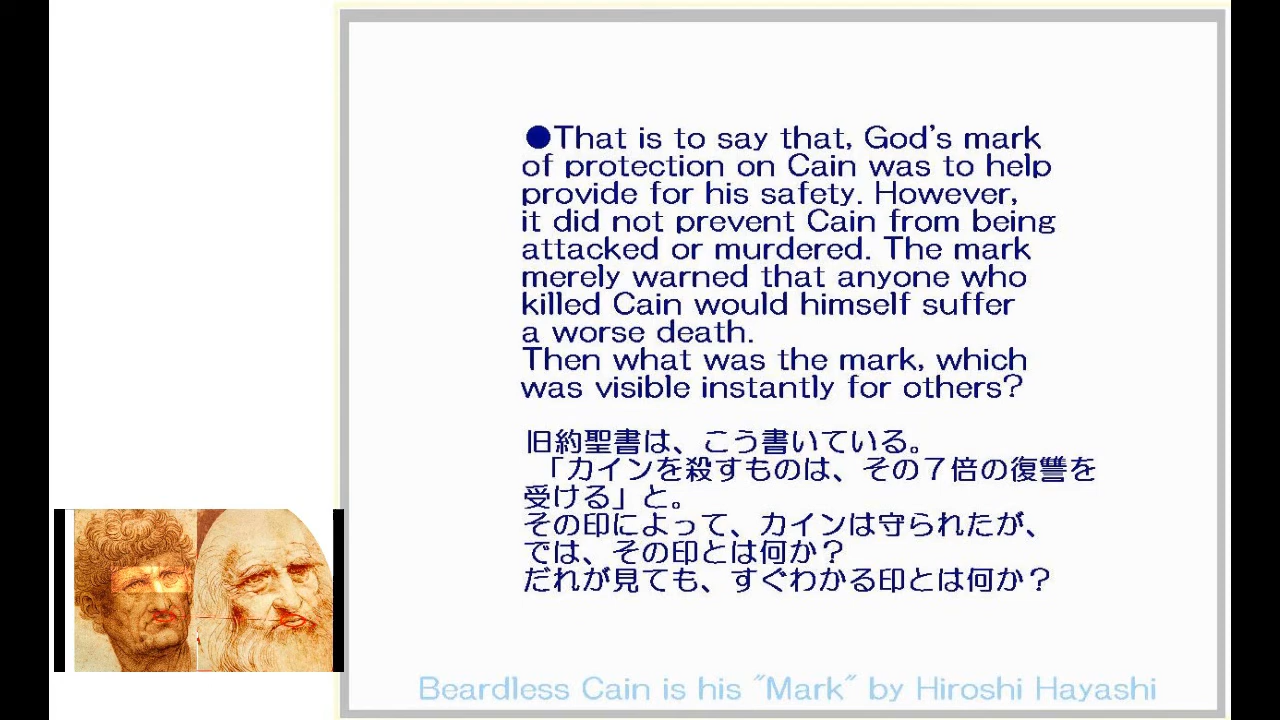 ●That is to say that, God's mark
of protection on Cain was to help
provide for his safety. However,
it did not prevent Cain from being
attacked or murdered. The mark
merely warned that anyone who
killed Cain would himself suffer
a worse death.
Then what was the mark, which
was visible instantly for others?
旧約聖書は、こう書いている。
「カインを殺すものは、その７倍の復讐を
受ける」と。
その印によって、カインは守られたが、
では、その印とは何か？
だれが見ても、すぐわかる印とは何か？
Beardless Cain is his "Mark" by Hiroshi Hayashi